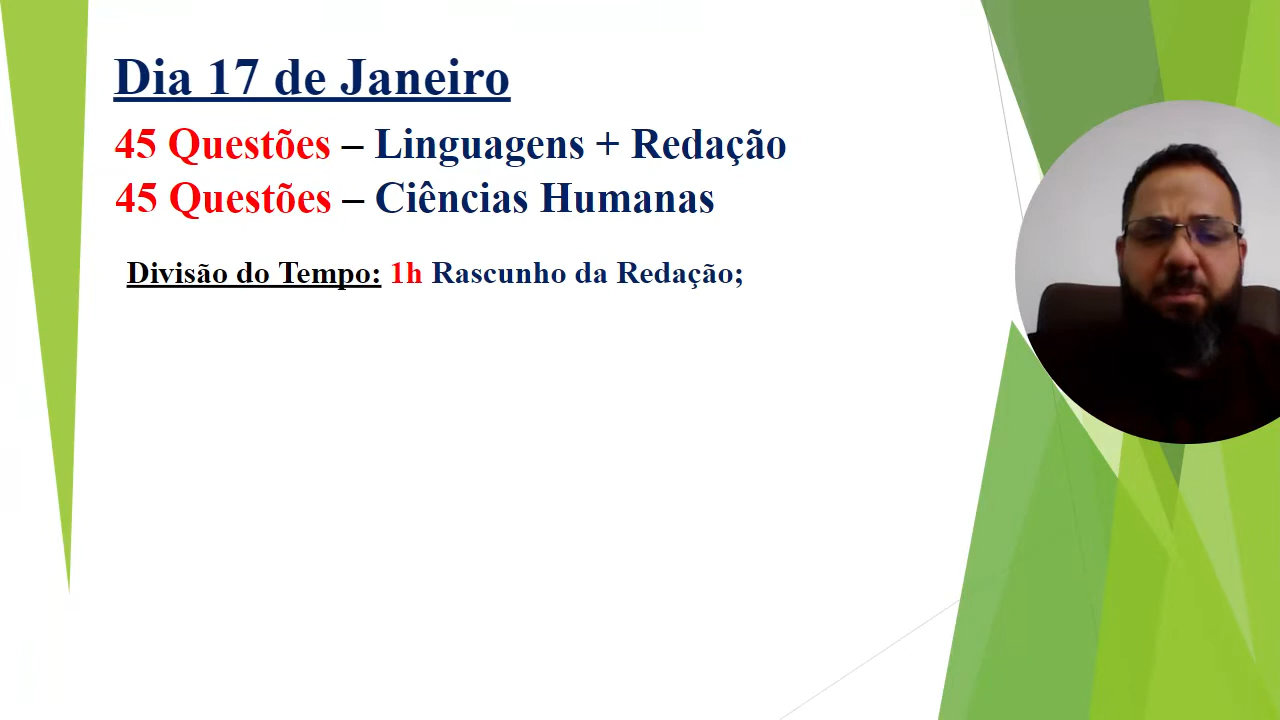 Dia 17 de Janeiro
45 Questões – Linguagens + Redação
45 Questões – Ciências Humanas
Divisão do Tempo: 1h Rascunho da Redação;